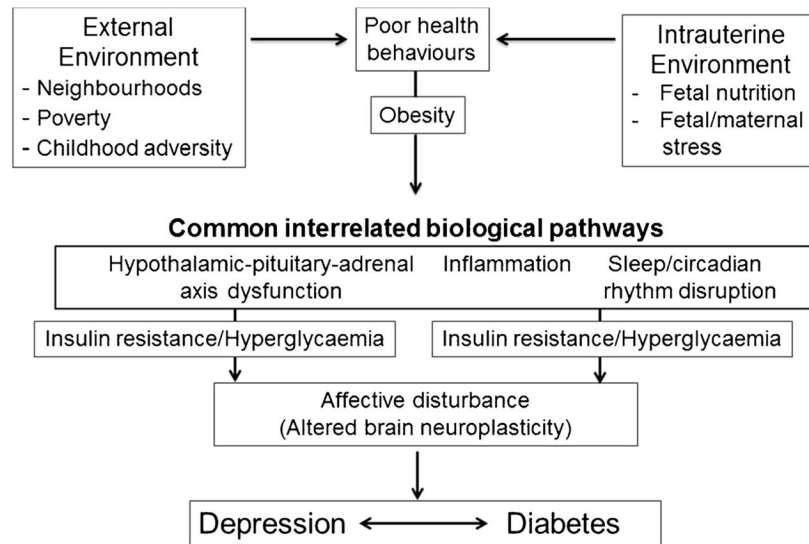 External
Environment
- Neighbourhoods
- Poverty
- Childhood adversity
Poor health
behaviours
Obesity
Intrauterine
Environment
- Fetal nutrition
- Fetal/maternal
stress
Common interrelated biological pathways
Hypothalamic-pituitary-adrenal
axis dysfunction
Inflammation
Sleep/circadian
rhythm disruption
Insulin resistance/Hyperglycaemia
Insulin resistance/Hyperglycaemia
Affective disturbance
(Altered brain neuroplasticity)
Depression
Diabetes